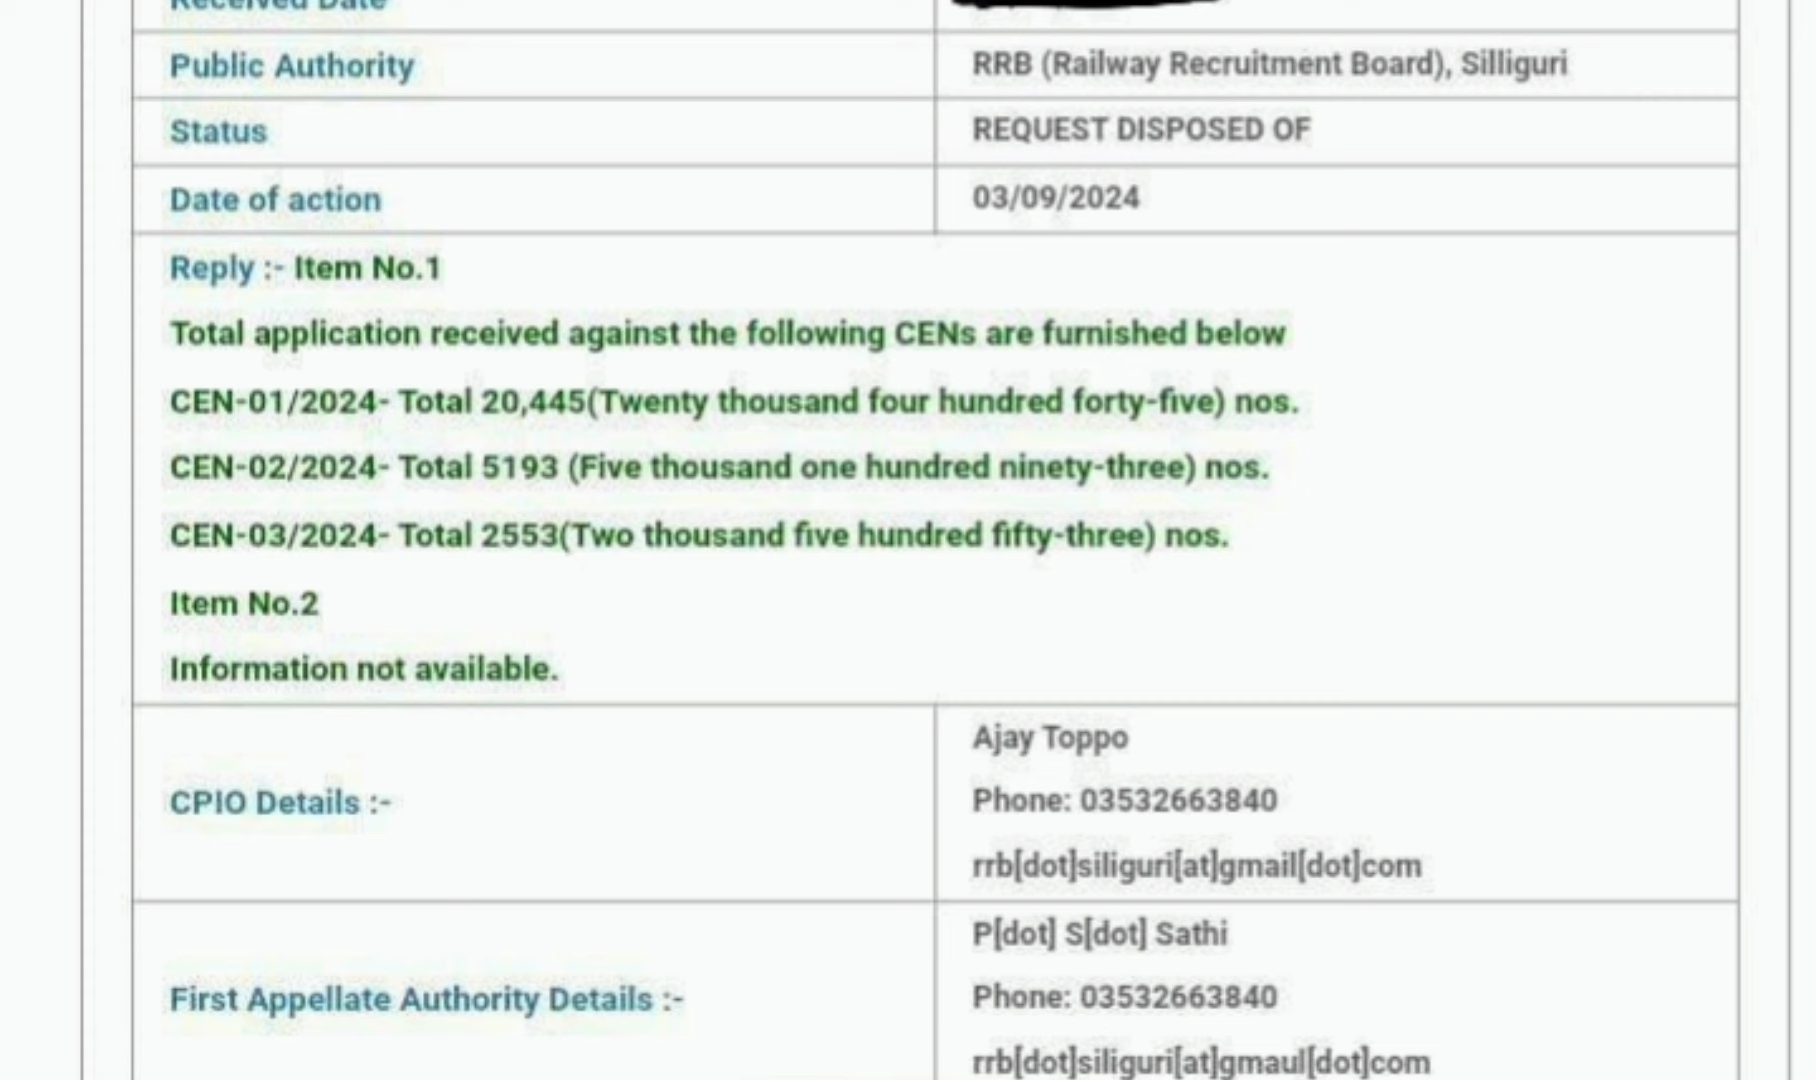 Received Date
Public Authority
RRB (Railway Recruitment Board), Silliguri
Status
REQUEST DISPOSED OF
Date of action
03/09/2024
Reply :- Item No.1
Total application received against the following CENs are furnished below
CEN-01/2024- Total 20,445(Twenty thousand four hundred forty-five) nos.
CEN-02/2024- Total 5193 (Five thousand one hundred ninety-three) nos.
CEN-03/2024- Total 2553(Two thousand five hundred fifty-three) nos.
Item No.2
Information not available.
CPIO Details :-
Ajay Toppo
Phone: 03532663840
rrb[dot]siliguri[at]gmail[dot]com
First Appellate Authority Details :-
P[dot] S[dot] Sathi
Phone: 03532663840
rrb[dot]siliguri[at]gmaul[dot]com